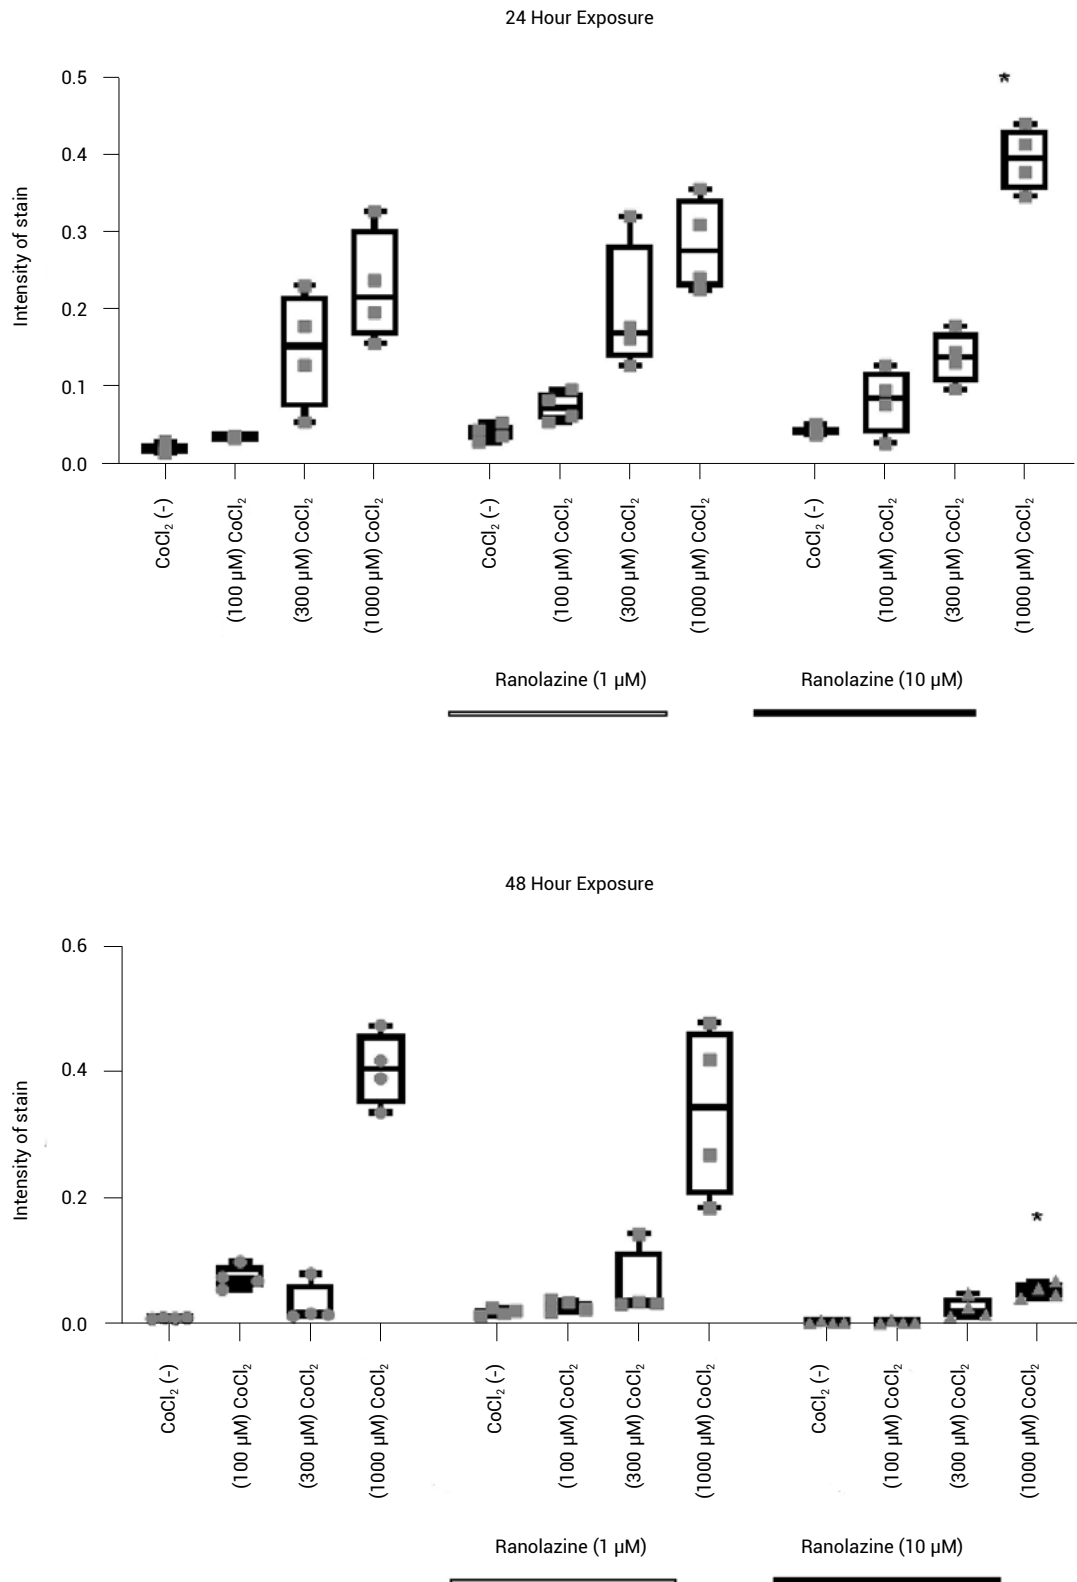 24 Hour Exposure
Intensity of stain
0.5
0.4
0.3
0.2
0.1
0.0
*
CoCl₂ (-)
(100 µM) CoCl₂
(300 µM) CoCl₂
(1000 µM) CoCl₂
CoCl₂ (-)
(100 µM) CoCl₂
(300 µM) CoCl₂
(1000 µM) CoCl₂
CoCl₂ (-)
(100 µM) CoCl₂
(300 µM) CoCl₂
(1000 µM) CoCl₂
Ranolazine (1 µM)
Ranolazine (10 µM)
48 Hour Exposure
Intensity of stain
0.6
0.4
0.2
0.0
*
CoCl₂ (-)
(100 µM) CoCl₂
(300 µM) CoCl₂
(1000 µM) CoCl₂
CoCl₂ (-)
(100 µM) CoCl₂
(300 µM) CoCl₂
(1000 µM) CoCl₂
CoCl₂ (-)
(100 µM) CoCl₂
(300 µM) CoCl₂
(1000 µM) CoCl₂
Ranolazine (1 µM)
Ranolazine (10 µM)